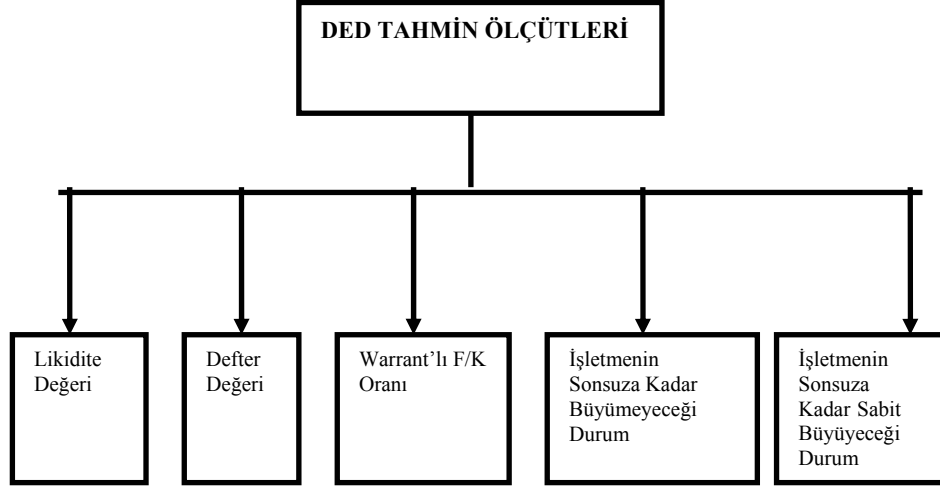 DED TAHMİN ÖLÇÜTLERİ
Likidite
Değeri
Defter
Değeri
Warrant’lı F/K
Oranı
İşletmenin
Sonsuza Kadar
Büyümeyeceği
Durum
İşletmenin
Sonsuza
Kadar Sabit
Büyüyeceği
Durum